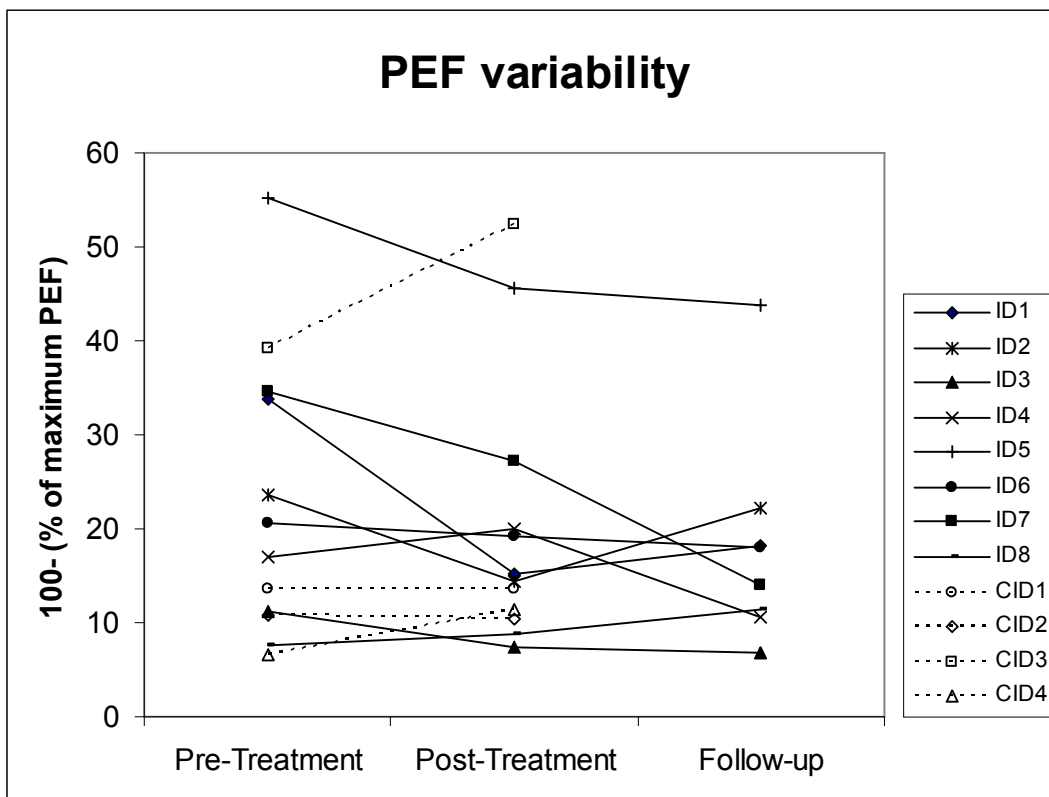 PEF variability
100- (% of maximum PEF)
60
50
40
30
20
10
0
Pre-Treatment
Post-Treatment
Follow-up
ID1
ID2
ID3
ID4
ID5
ID6
ID7
ID8
CID1
CID2
CID3
CID4